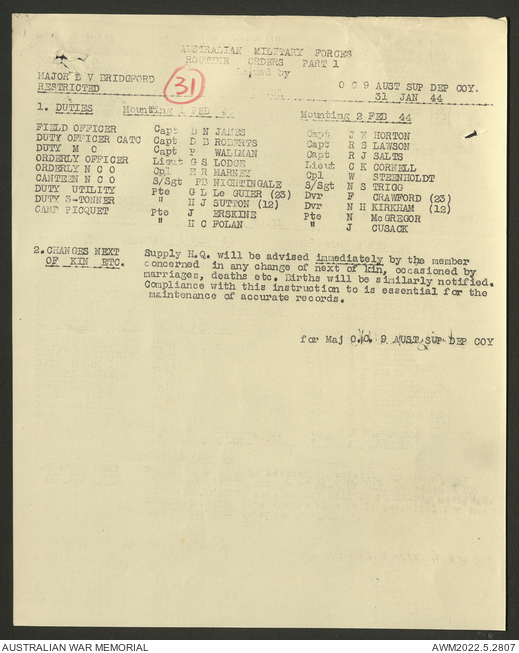 AUSTRALIAN MILITARY FORCES
ROUTINE ORDERS PART 1
by
MAJOR D V BRIDGFORD O C 9 AUST SUP DEP COY.
RESTRICTED 31 31 JAN 44
1. DUTIES Mounting 1 FEB 44 Mounting 2 FEB 44
FIELD OFFICER Capt D N JAMES Capt J N HORTON
DUTY OFFICER CATC Capt D B ROBERTS Capt R S LAWSON
DUTY M C Capt F WALIMAN Capt R J SALTS
ORDERLY OFFICER Lieut G S LODGE Lieut C K CORNELL
ORDERLY N C O Cpl E R MARNEY Cpl W STEENHOLDT
CANTEEN N C O S/Sgt PD NIGHTINGALE S/Sgt N S TRIGG
DUTY UTILITY Pte G L Le GUIER (23) Dvr F CRAWFORD (23)
DUTY 3-TONNER " H J SUTTON (12) Dvr N H KIRKHAM (12)
CAMP PICQUET Pte J ERSKINE Pte N McGREGOR
" H C FOLAN " J CUSACK
2. CHANGES NEXT Supply H.Q. will be advised immediately by the member
OF KIN ETC. concerned in any change of next of kin, occasioned by
marriages, deaths etc. Births will be similarly notified.
Compliance with this instruction to is essential for the
maintenance of accurate records.
for Maj O.C. 9 AUST SUP DEP COY
AUSTRALIAN WAR MEMORIAL AWM2022.5.2807